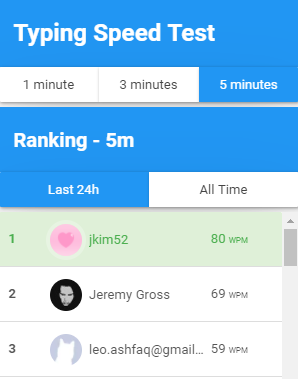 Typing Speed Test
1 minute 3 minutes 5 minutes
Ranking - 5m
Last 24h All Time
1 jkim52 80 WPM
2 Jeremy Gross 69 WPM
3 leo.ashfaq@gmail... 59 WPM